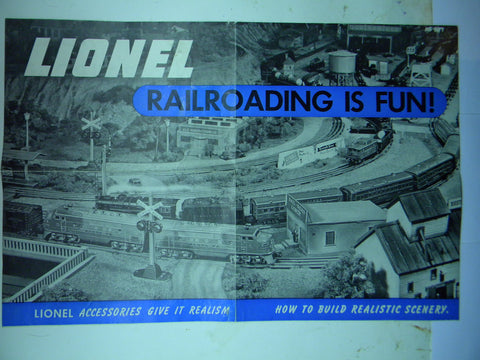 LIONEL
RAILROADING IS FUN!
LIONEL ACCESSORIES GIVE IT REALISM
HOW TO BUILD REALISTIC SCENERY.